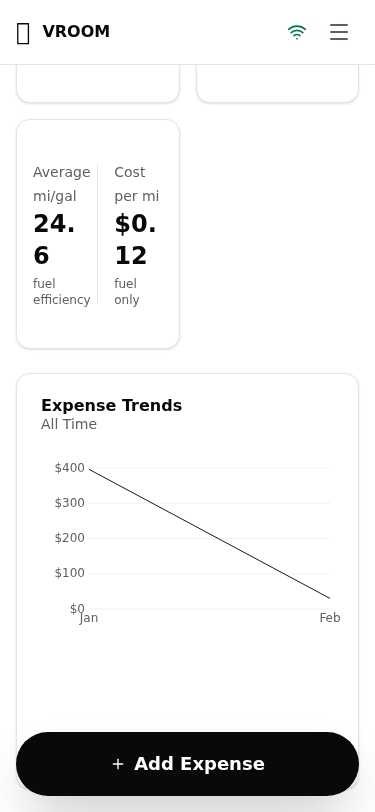 VROOM
Average
mi/gal
24.
6
fuel
efficiency
Cost
per mi
$0.
12
fuel
only
Expense Trends
All Time
$400
$300
$200
$100
$0
Jan
Feb
+ Add Expense